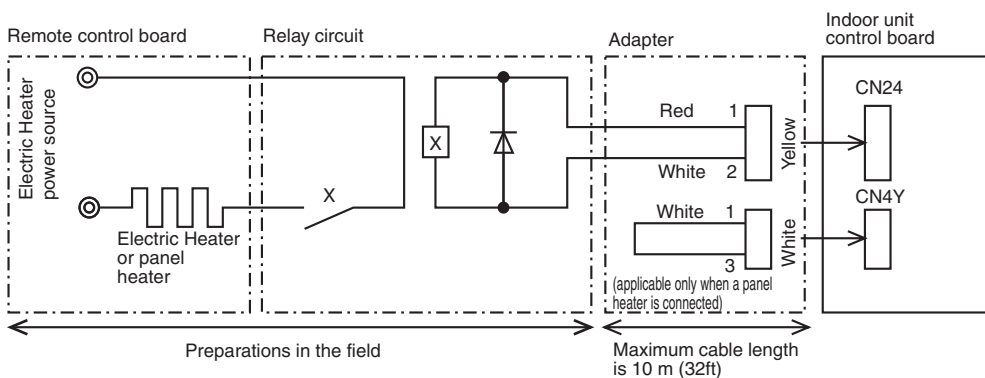 Remote control board
Relay circuit
Adapter
Indoor unit
control board
Electric Heater
power source
Electric Heater
or panel
heater
X
X
Red
1
White
2
Yellow
White
1
3
White
(applicable only when a panel
heater is connected)
CN24
CN4Y
Preparations in the field
Maximum cable length
is 10 m (32ft)